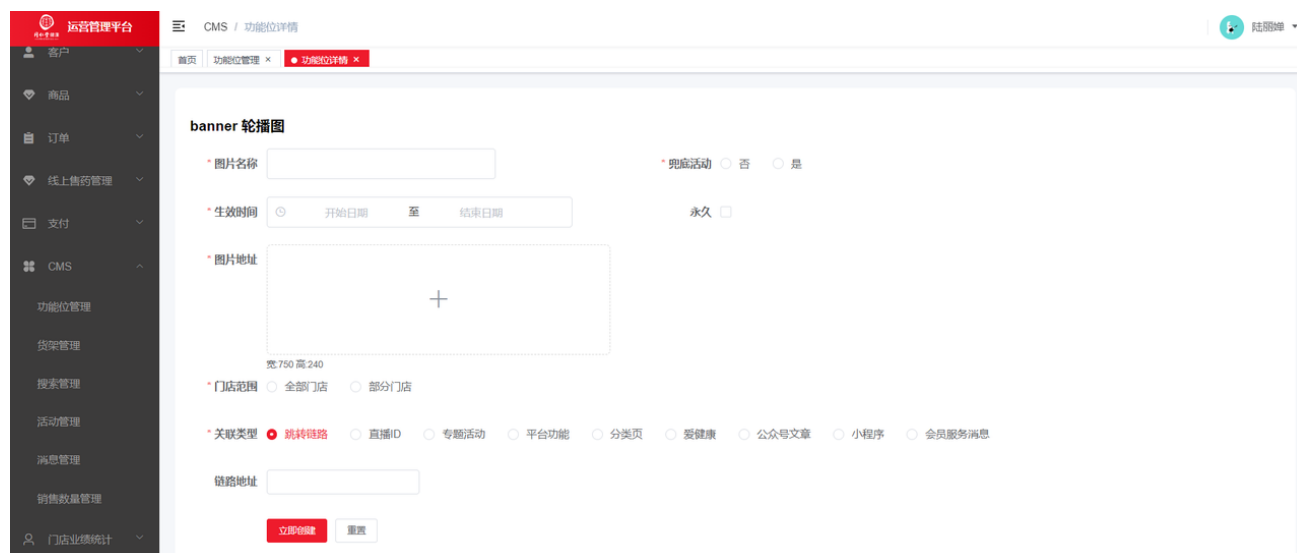 运营管理平台
CMS / 功能位详情
陆丽婵
首页 功能位管理 × 功能位详情 ×
客户
商品
订单
线上售药管理
支付
CMS
功能位管理
货架管理
搜索管理
活动管理
消息管理
销售数量管理
门店业绩统计
banner 轮播图
* 图片名称
* 兜底活动 否 是
* 生效时间 开始日期 至 结束日期
永久
* 图片地址
宽:750 高:240
* 门店范围 全部门店 部分门店
* 关联类型 跳转链路 直播ID 专题活动 平台功能 分类页 爱健康 公众号文章 小程序 会员服务消息
链路地址
立即创建 重置